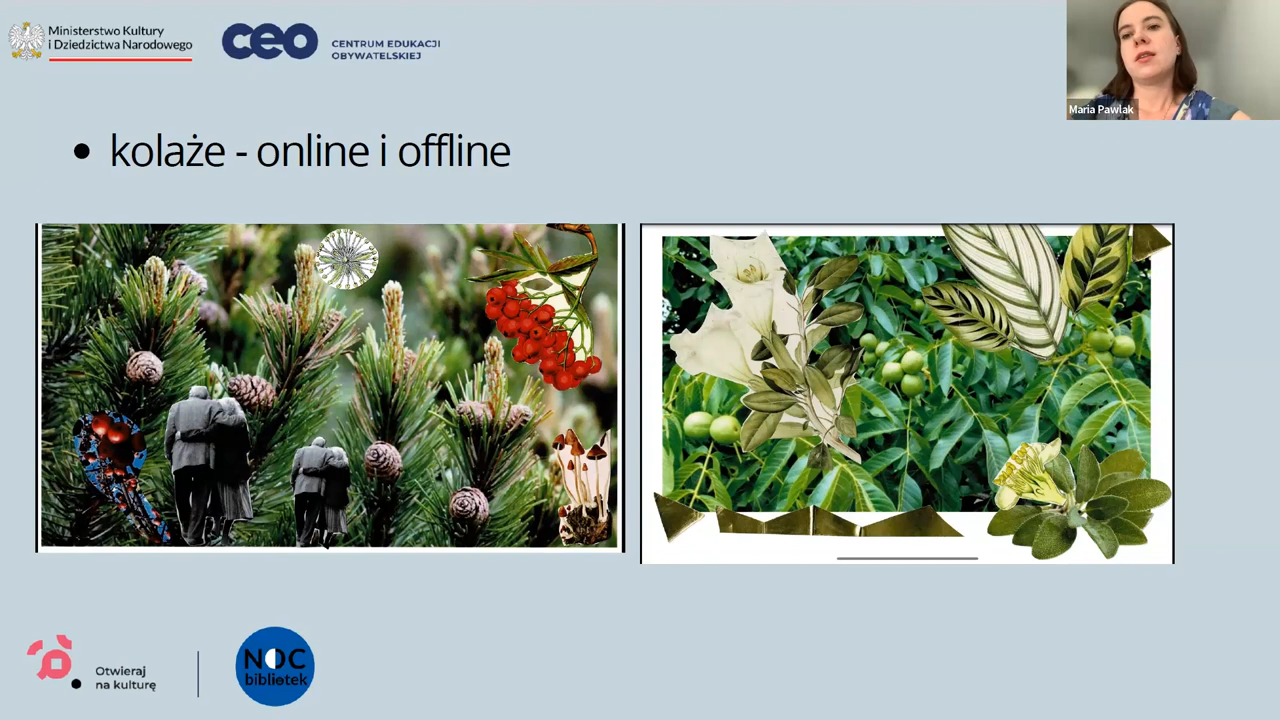 Ministerstwo Kultury
i Dziedzictwa Narodowego
ceo
CENTRUM EDUKACJI
OBYWATELSKIEJ
Maria Pawlak
• kolaże - online i offline
Otwieraj
na kulturę
NOC
bibliotek